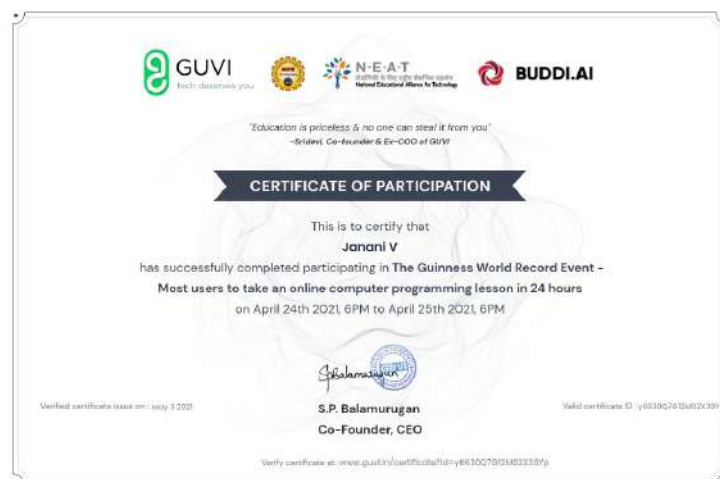 GUVI
tech deserves you
N·E·A·T
National Educational Alliance for Technology
BUDDI.AI
"Education is priceless & no one can steal it from you"
-Sridevi, Co-founder & Ex-COO of GUVI
CERTIFICATE OF PARTICIPATION
This is to certify that
Janani V
has successfully completed participating in The Guinness World Record Event -
Most users to take an online computer programming lesson in 24 hours
on April 24th 2021, 6PM to April 25th 2021, 6PM
GUVI
S.P. Balamurugan
Co-Founder, CEO
Verified certificate issue on : May 3 2021
Valid certificate ID :
Verify certificate at: